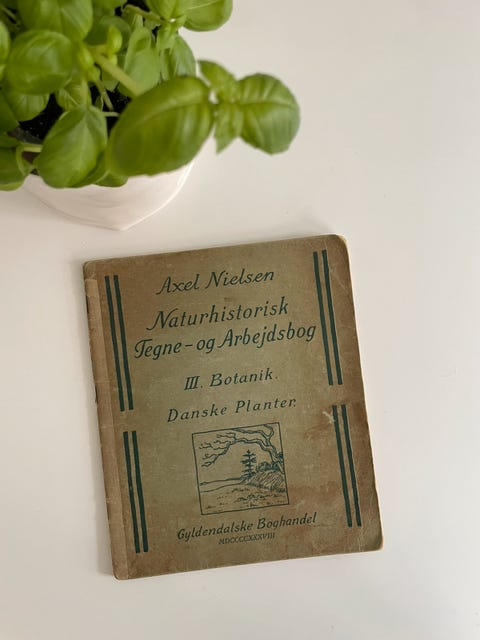 Axel Nielsen
Naturhistorisk
Tegne-og Arbejdsbog
III. Botanik.
Danske Planter.
Gyldendalske Boghandel
MDCCCCXXXVIII